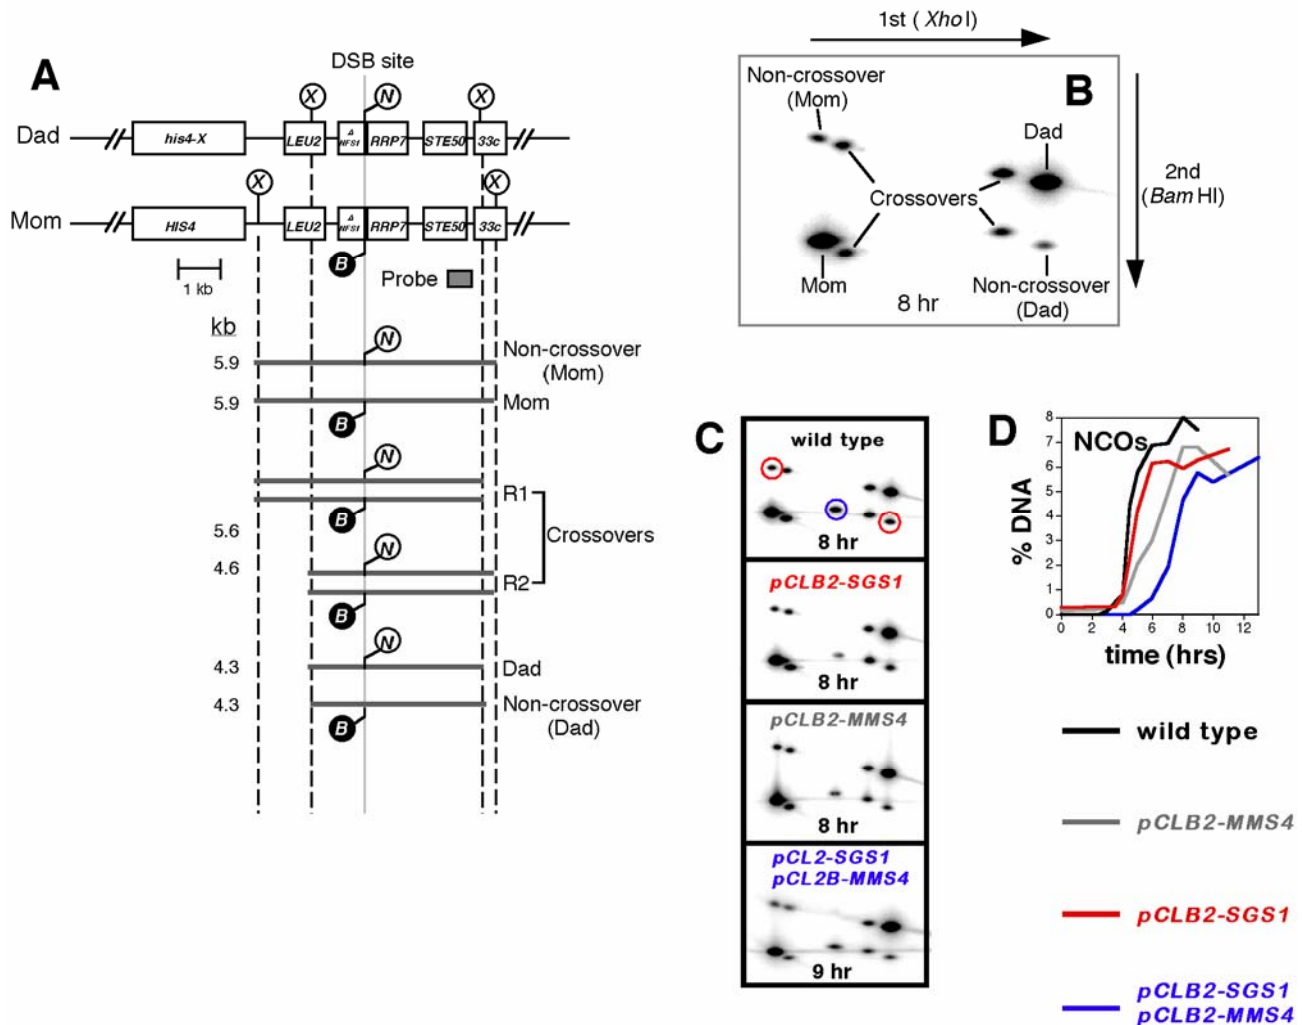 A
DSB site
X
N
X
Dad
his4-X
LEU2
Δ
NFS1
RRP7
STE50
33c
X
X
Mom
HIS4
LEU2
Δ
NFS1
RRP7
STE50
33c
B
1 kb
Probe
kb
N
5.9
Non-crossover
(Mom)
5.9
Mom
B
N
R1
B
5.6
Crossovers
N
4.6
R2
B
N
4.3
Dad
4.3
Non-crossover
(Dad)
B
1st ( Xho I)
B
Non-crossover
(Mom)
Dad
Crossovers
2nd
(Bam HI)
Mom
Non-crossover
(Dad)
8 hr
C
wild type
8 hr
pCLB2-SGS1
8 hr
pCLB2-MMS4
8 hr
pCL2-SGS1
pCL2B-MMS4
9 hr
D
NCOs
% DNA
8
7
6
5
4
3
2
1
0
0 2 4 6 8 10 12
time (hrs)
wild type
pCLB2-MMS4
pCLB2-SGS1
pCLB2-SGS1
pCLB2-MMS4